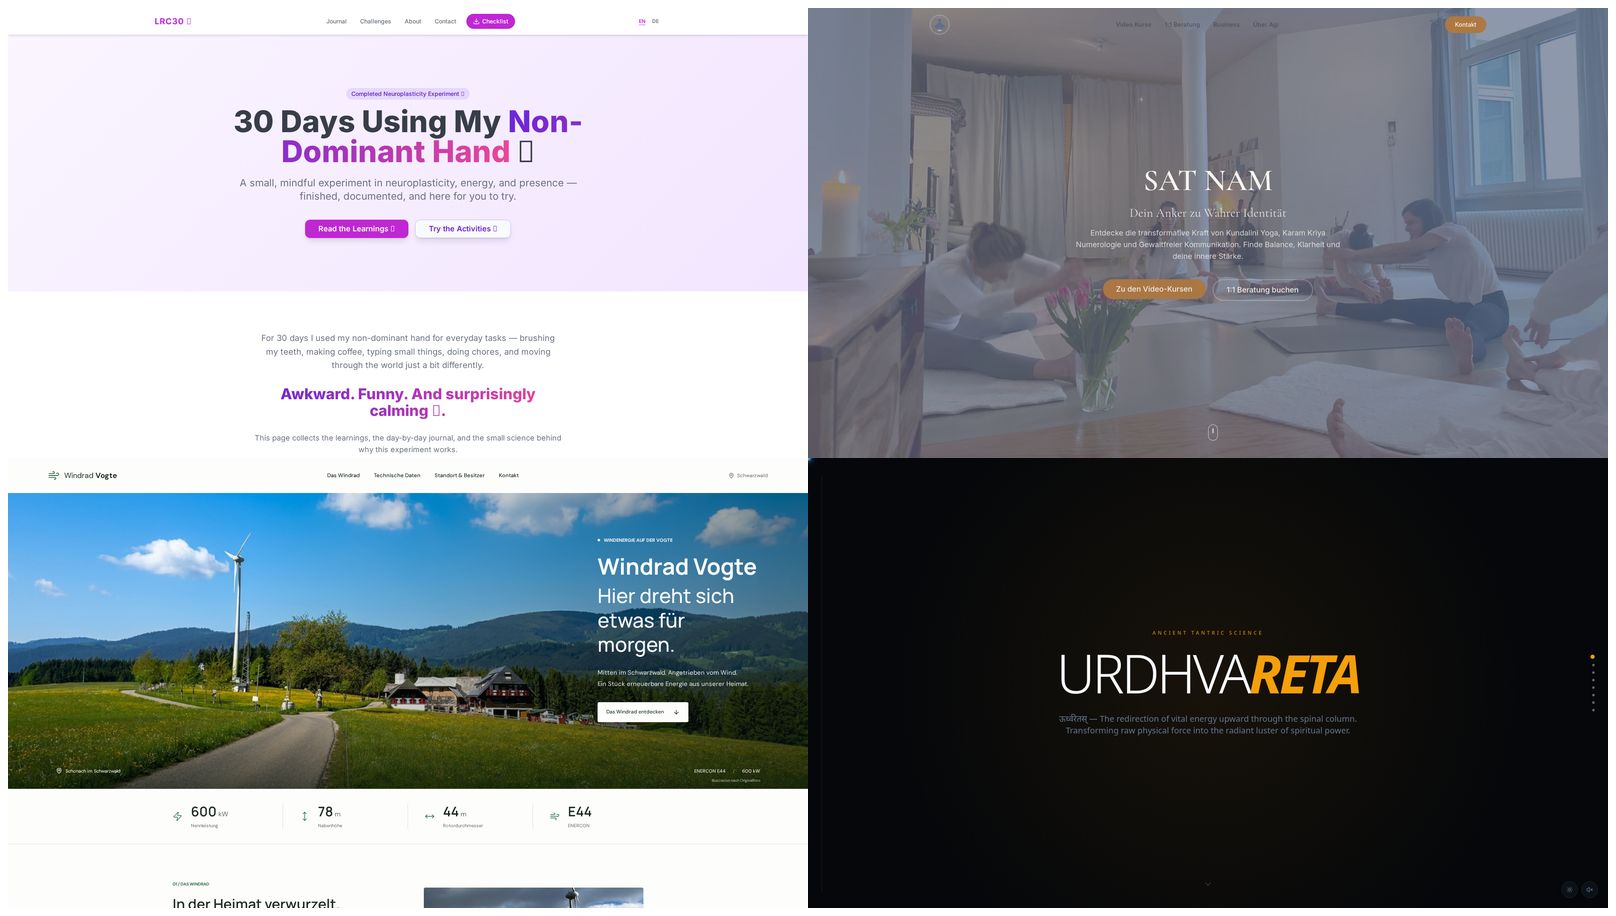 LRC30
Journal Challenges About Contact Checklist
EN DE
Completed Neuroplasticity Experiment
30 Days Using My Non-
Dominant Hand
A small, mindful experiment in neuroplasticity, energy, and presence —
finished, documented, and here for you to try.
Read the Learnings Try the Activities
For 30 days I used my non-dominant hand for everyday tasks — brushing
my teeth, making coffee, typing small things, doing chores, and moving
through the world just a bit differently.
Awkward. Funny. And surprisingly
calming .
This page collects the learnings, the day-by-day journal, and the small science behind
why this experiment works.
Video Kurse 1:1 Beratung Business Über Agi
Kontakt
SAT NAM
Dein Anker zu Wahrer Identität
Entdecke die transformative Kraft von Kundalini Yoga, Karam Kriya
Numerologie und Gewaltfreier Kommunikation. Finde Balance, Klarheit und
deine innere Stärke.
Zu den Video-Kursen 1:1 Beratung buchen
Windrad Vogte
Das Windrad Technische Daten Standort & Besitzer Kontakt
Schwarzwald
WINDENERGIE AUF DER VOGTE
Windrad Vogte
Hier dreht sich
etwas für
morgen.
Mitten im Schwarzwald. Angetrieben vom Wind.
Ein Stück erneuerbare Energie aus unserer Heimat.
Das Windrad entdecken
Schonach im Schwarzwald
ENERCON E44 / 600 kW
Illustration nach Originalfoto
600 kW
Nennleistung
78 m
Nabenhöhe
44 m
Rotordurchmesser
E44
ENERCON
01 / DAS WINDRAD
In der Heimat verwurzelt.
ANCIENT TANTRIC SCIENCE
URDHVARETA
ऊर्ध्वरेतस् — The redirection of vital energy upward through the spinal column.
Transforming raw physical force into the radiant luster of spiritual power.